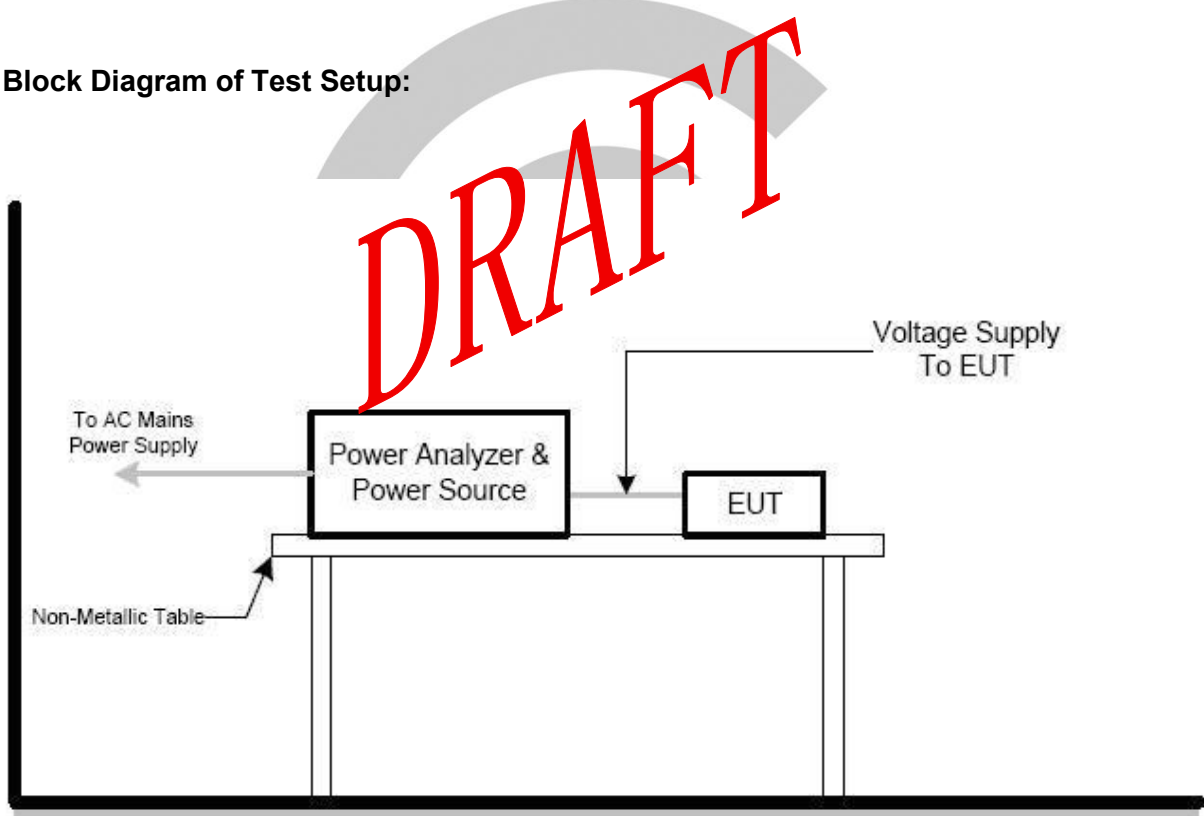 Block Diagram of Test Setup:
DRAFT
Voltage Supply
To EUT
To AC Mains
Power Supply
Power Analyzer &
Power Source
EUT
Non-Metallic Table